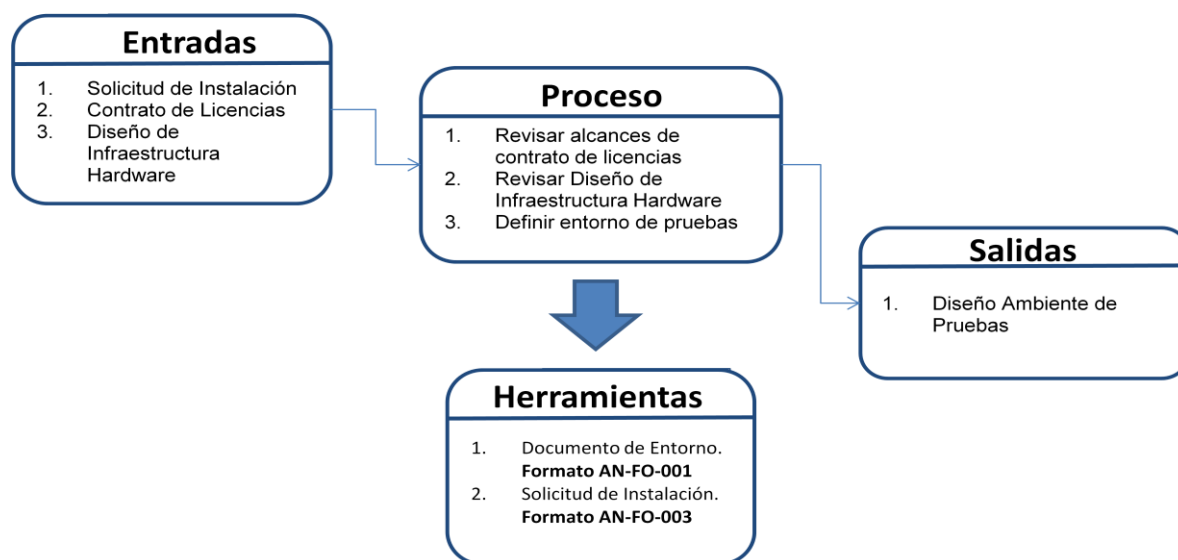 Entradas
1. Solicitud de Instalación
2. Contrato de Licencias
3. Diseño de
Infraestructura
Hardware
Proceso
1. Revisar alcances de
contrato de licencias
2. Revisar Diseño de
Infraestructura Hardware
3. Definir entorno de pruebas
Salidas
1. Diseño Ambiente de
Pruebas
Herramientas
1. Documento de Entorno.
Formato AN-FO-001
2. Solicitud de Instalación.
Formato AN-FO-003